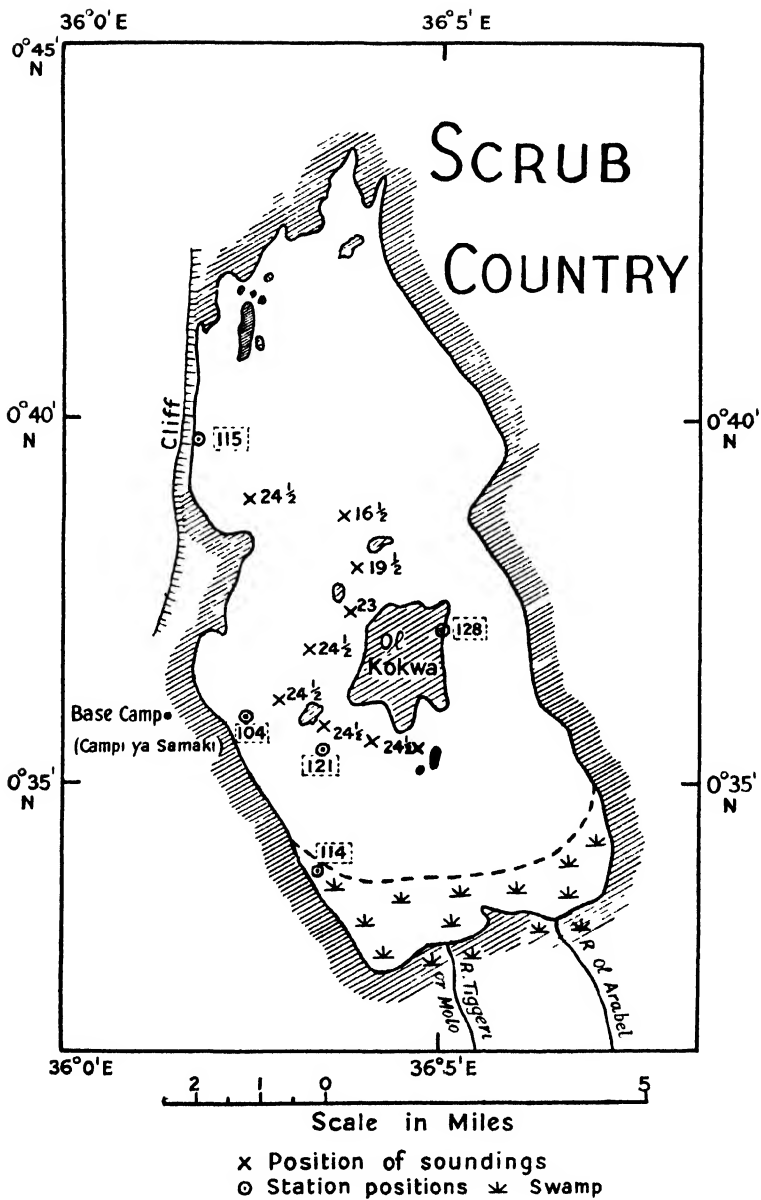 36°0'E 36°5'E
0°45'
N
SCRUB
COUNTRY
0°40'
N
0°40'
N
Cliff
115
24½
16½
19½
23
128
Ol
Kokwa
24½
24½
Base Camp
(Campi ya Samaki)
104
24½
24½
121
0°35'
N
0°35'
N
114
R. Tiggeri
or Molo
R Ol Arabel
36°0'E 36°5'E
2 1 0 5
Scale in Miles
× Position of soundings
⊙ Station positions Swamp